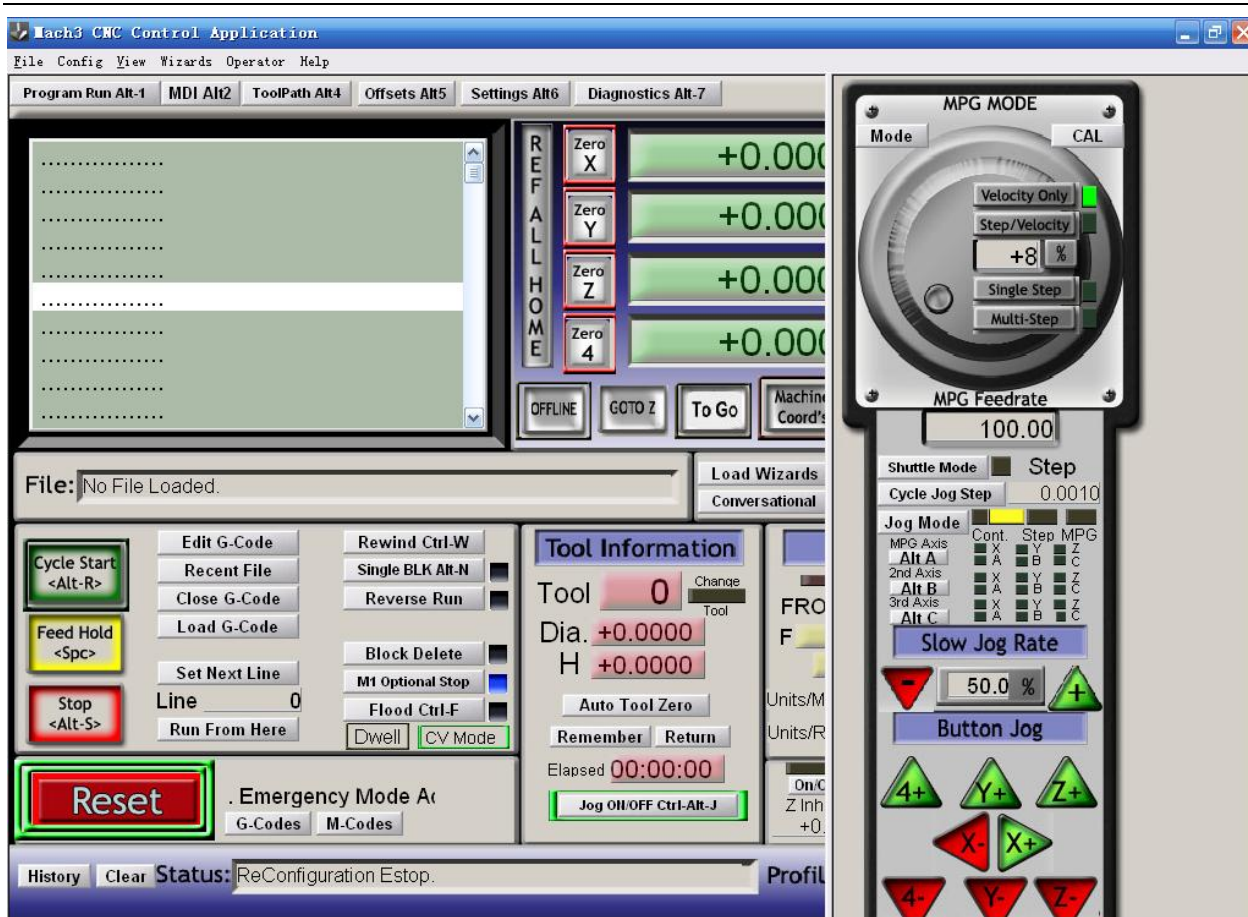 Mach3 CNC Control Application
File Config View Wizards Operator Help
Program Run Alt-1 MDI Alt2 ToolPath Alt4 Offsets Alt5 Settings Alt6 Diagnostics Alt-7
.................
.................
.................
.................
.................
.................
.................
.................
.................
.................
REF ALL HOME
Zero X +0.000
Zero Y +0.000
Zero Z +0.000
Zero 4 +0.000
OFFLINE GOTO Z To Go Machine Coord's
File: No File Loaded.
Load Wizards
Conversational
Cycle Start <Alt-R>
Feed Hold <Spc>
Stop <Alt-S>
Edit G-Code
Recent File
Close G-Code
Load G-Code
Set Next Line
Line 0
Run From Here
Rewind Ctrl-W
Single BLK Alt-N
Reverse Run
Block Delete
M1 Optional Stop
Flood Ctrl-F
Dwell CV Mode
Tool Information
Tool 0 Change Tool
Dia. +0.0000
H +0.0000
Auto Tool Zero
Remember Return
Elapsed 00:00:00
Jog ON/OFF Ctrl-Alt-J
FRO
F
Units/M
Units/R
On/O
Z Inh
+0.
Reset
. Emergency Mode Ac
G-Codes M-Codes
History Clear Status: ReConfiguration Estop.
Profil
MPG MODE
Mode CAL
Velocity Only
Step/Velocity
+8 %
Single Step
Multi-Step
MPG Feedrate
100.00
Shuttle Mode Step
Cycle Jog Step 0.0010
Jog Mode
Cont. Step MPG
MPG Axis
Alt A
X Y Z
A B C
2nd Axis
Alt B
X Y Z
A B C
3rd Axis
Alt C
X Y Z
A B C
Slow Jog Rate
- 50.0 % +
Button Jog
4+ Y+ Z+
X- X+
4- Y- Z-